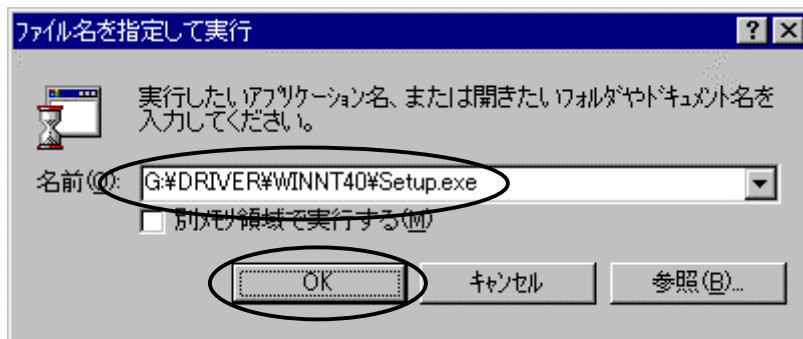 ファイル名を指定して実行
実行したいアプリケーション名、または開きたいフォルダやドキュメント名を
入力してください。
名前(O): G:¥DRIVER¥WINNT40¥Setup.exe
別メモリ領域で実行する(M)
OK キャンセル 参照(B)...